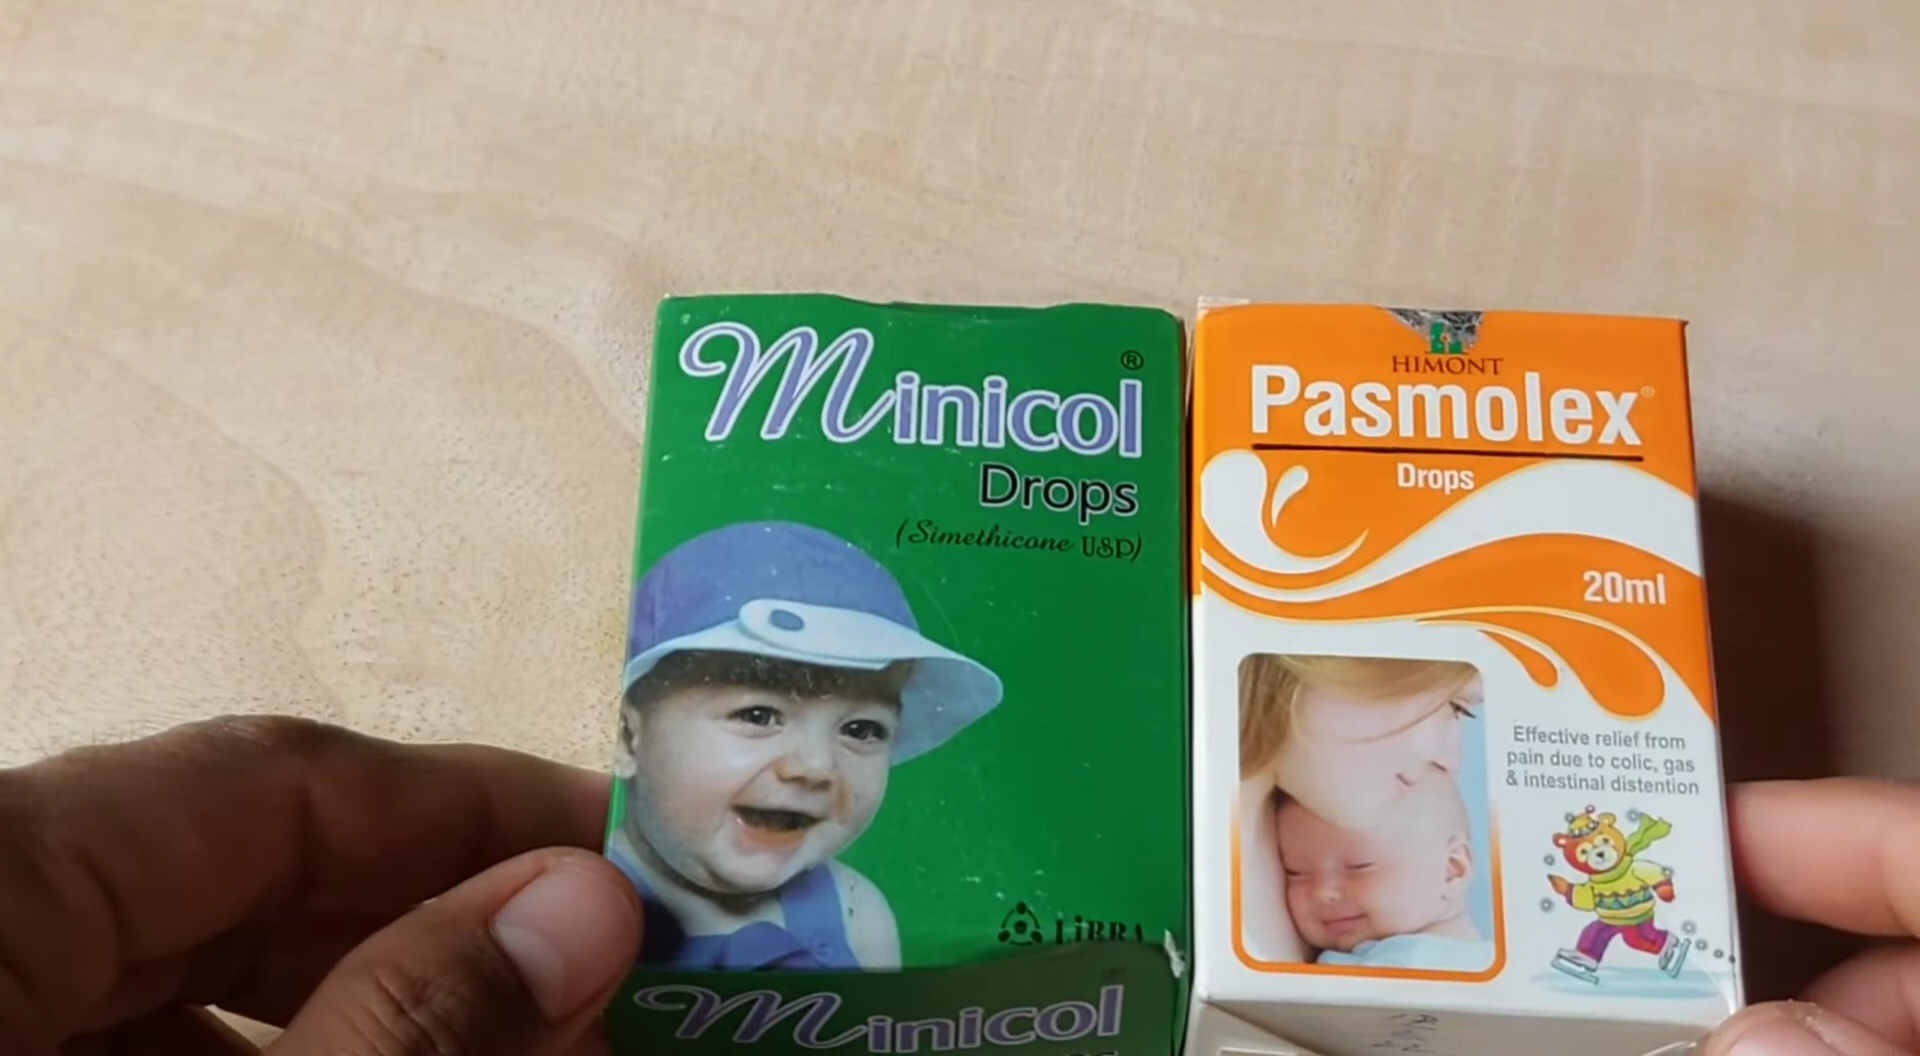 Minicol®
Drops
(Simethicone USP)
LiBRA
Minicol
HIMONT
Pasmolex®
Drops
20ml
Effective relief from
pain due to colic, gas
& intestinal distention